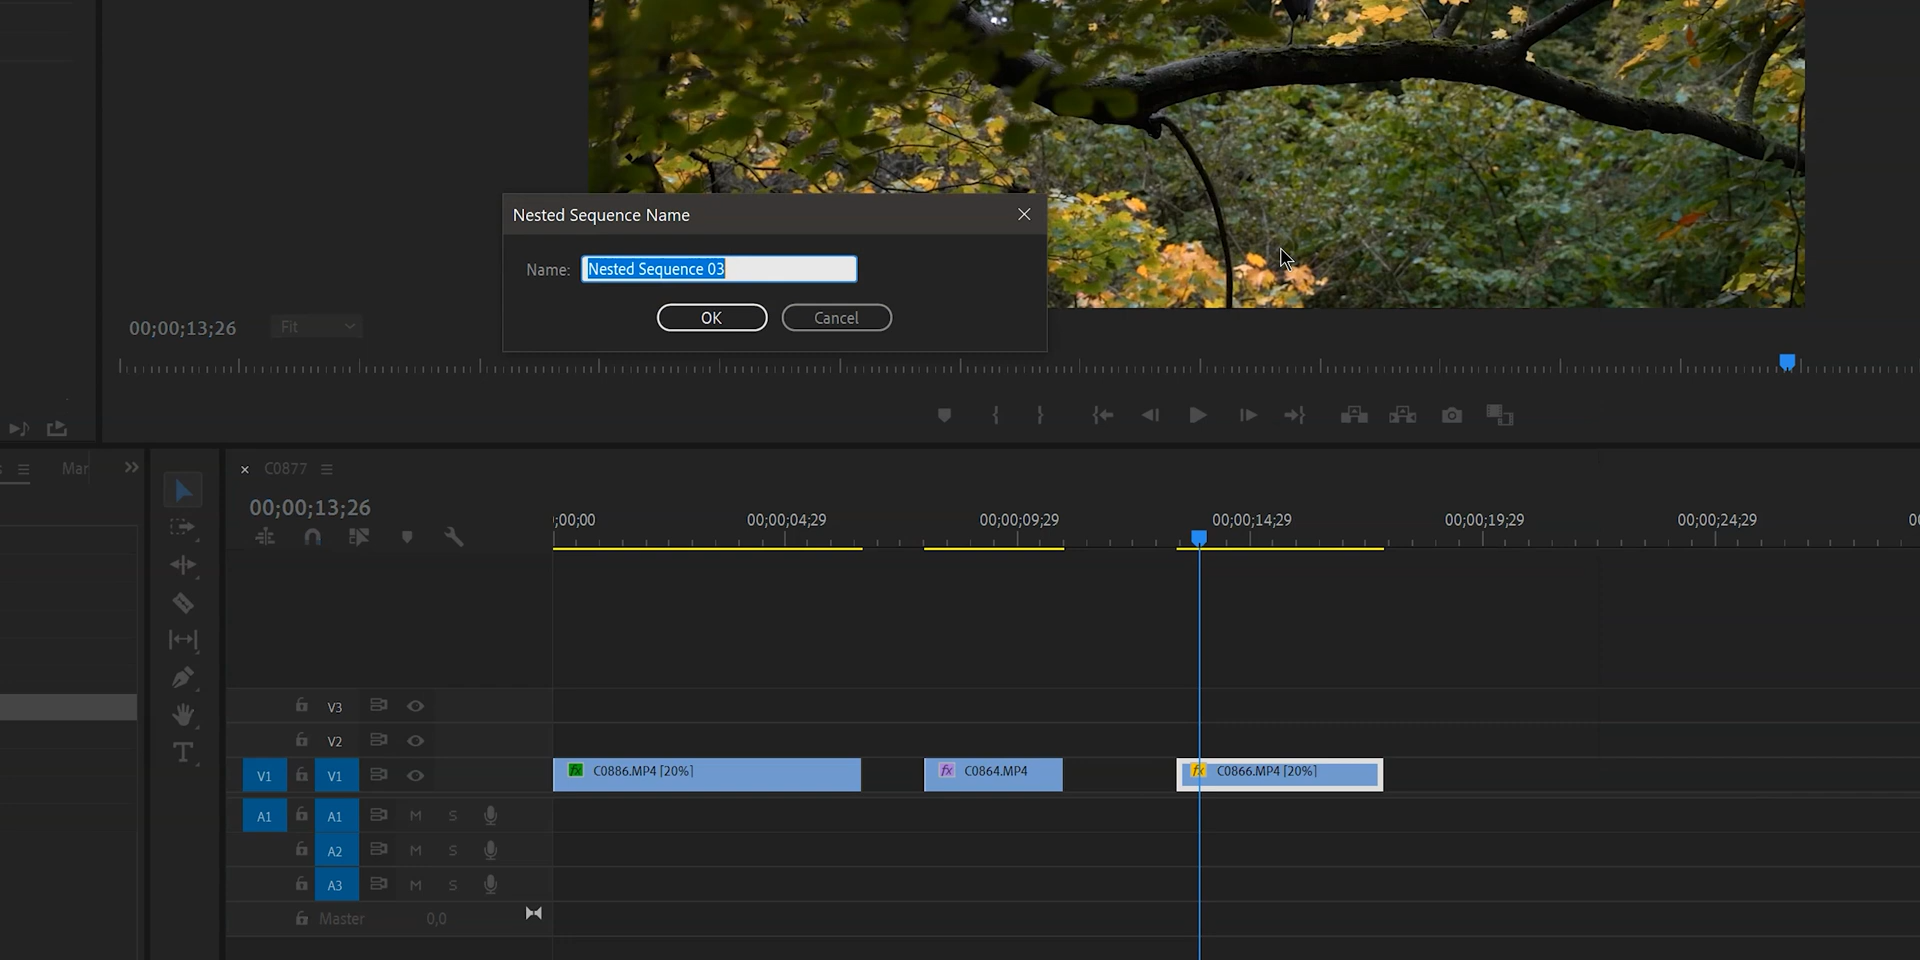 Nested Sequence Name
Name: Nested Sequence 03
OK Cancel
00;00;13;26 Fit
Mar
C0877
00;00;13;26
;00;00 00;00;04;29 00;00;09;29 00;00;14;29 00;00;19;29 00;00;24;29
V3
V2
V1 V1 fx C0886.MP4 [20%] fx C0864.MP4 fx C0866.MP4 [20%]
A1 A1 M S
A2 M S
A3 M S
Master 0,0